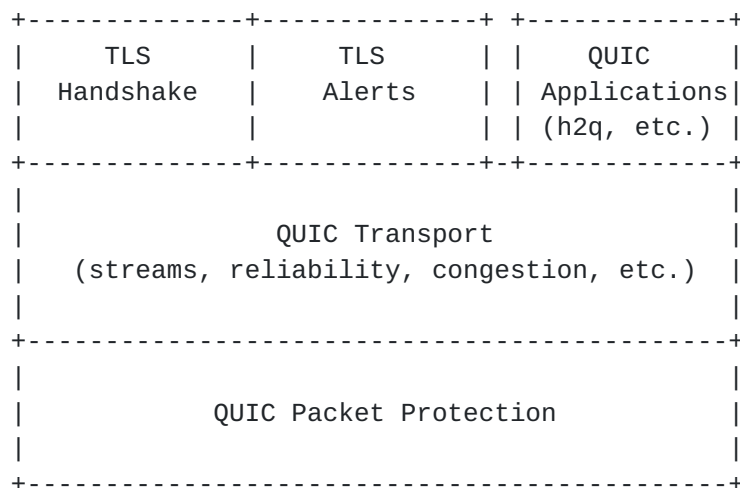 TLS TLS QUIC
Handshake Alerts Applications
(h2q, etc.)
QUIC Transport
(streams, reliability, congestion, etc.)
QUIC Packet Protection